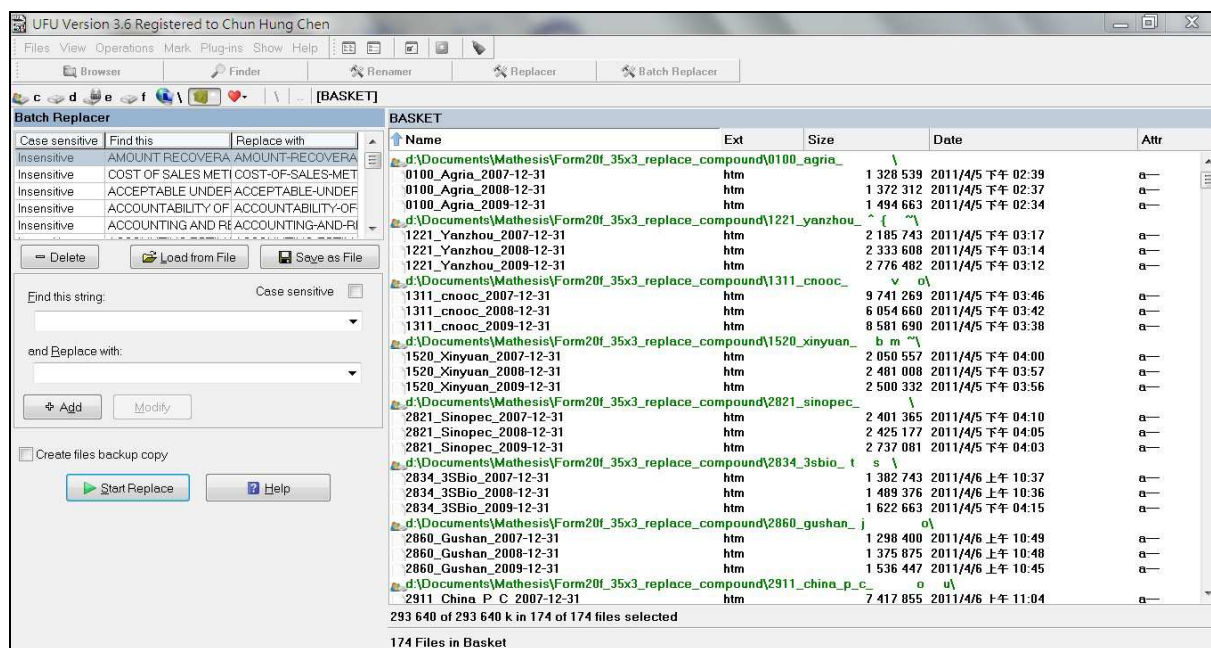 UFU Version 3.6 Registered to Chun Hung Chen
Files View Operations Mark Plug-ins Show Help
Browser Finder Renamer Replacer Batch Replacer
c d e f \ \ .. [BASKET]
Batch Replacer
Case sensitive Find this Replace with
Insensitive AMOUNT RECOVERA AMOUNT-RECOVERA
Insensitive COST OF SALES METI COST-OF-SALES-MET
Insensitive ACCEPTABLE UNDEF ACCEPTABLE-UNDEF
Insensitive ACCOUNTABILITY OF ACCOUNTABILITY-OF-
Insensitive ACCOUNTING AND RE ACCOUNTING-AND-RI
Delete Load from File Save as File
Find this string: Case sensitive
and Replace with:
Add Modify
Create files backup copy
Start Replace Help
BASKET
Name Ext Size Date Attr
d:\Documents\Mathesis\Form20f_35x3_replace_compound\0100_agria_ \
0100_Agria_2007-12-31 htm 1 328 539 2011/4/5 下午 02:39 a—
0100_Agria_2008-12-31 htm 1 372 312 2011/4/5 下午 02:37 a—
0100_Agria_2009-12-31 htm 1 494 663 2011/4/5 下午 02:34 a—
d:\Documents\Mathesis\Form20f_35x3_replace_compound\1221_yanzhou_ ^ { ~\
1221_Yanzhou_2007-12-31 htm 2 185 743 2011/4/5 下午 03:17 a—
1221_Yanzhou_2008-12-31 htm 2 333 608 2011/4/5 下午 03:14 a—
1221_Yanzhou_2009-12-31 htm 2 776 482 2011/4/5 下午 03:12 a—
d:\Documents\Mathesis\Form20f_35x3_replace_compound\1311_cnooc_ v o\
1311_cnooc_2007-12-31 htm 9 741 269 2011/4/5 下午 03:46 a—
1311_cnooc_2008-12-31 htm 6 054 660 2011/4/5 下午 03:42 a—
1311_cnooc_2009-12-31 htm 8 581 690 2011/4/5 下午 03:38 a—
d:\Documents\Mathesis\Form20f_35x3_replace_compound\1520_xinyuan_ b m ~\
1520_Xinyuan_2007-12-31 htm 2 050 557 2011/4/5 下午 04:00 a—
1520_Xinyuan_2008-12-31 htm 2 481 008 2011/4/5 下午 03:57 a—
1520_Xinyuan_2009-12-31 htm 2 500 332 2011/4/5 下午 03:56 a—
d:\Documents\Mathesis\Form20f_35x3_replace_compound\2821_sinopec_ \
2821_Sinopec_2007-12-31 htm 2 401 365 2011/4/5 下午 04:10 a—
2821_Sinopec_2008-12-31 htm 2 425 177 2011/4/5 下午 04:05 a—
2821_Sinopec_2009-12-31 htm 2 737 081 2011/4/5 下午 04:03 a—
d:\Documents\Mathesis\Form20f_35x3_replace_compound\2834_3sbio_ t s \
2834_3SBio_2007-12-31 htm 1 382 743 2011/4/6 上午 10:37 a—
2834_3SBio_2008-12-31 htm 1 489 376 2011/4/6 上午 10:36 a—
2834_3SBio_2009-12-31 htm 1 622 663 2011/4/5 下午 04:15 a—
d:\Documents\Mathesis\Form20f_35x3_replace_compound\2860_gushan_ j o\
2860_Gushan_2007-12-31 htm 1 298 400 2011/4/6 上午 10:49 a—
2860_Gushan_2008-12-31 htm 1 375 875 2011/4/6 上午 10:48 a—
2860_Gushan_2009-12-31 htm 1 536 447 2011/4/6 上午 10:45 a—
d:\Documents\Mathesis\Form20f_35x3_replace_compound\2911_china_p_c_ o u\
2911_China_P_C_2007-12-31 htm 7 417 855 2011/4/6 上午 11:04 a—
293 640 of 293 640 k in 174 of 174 files selected
174 Files in Basket